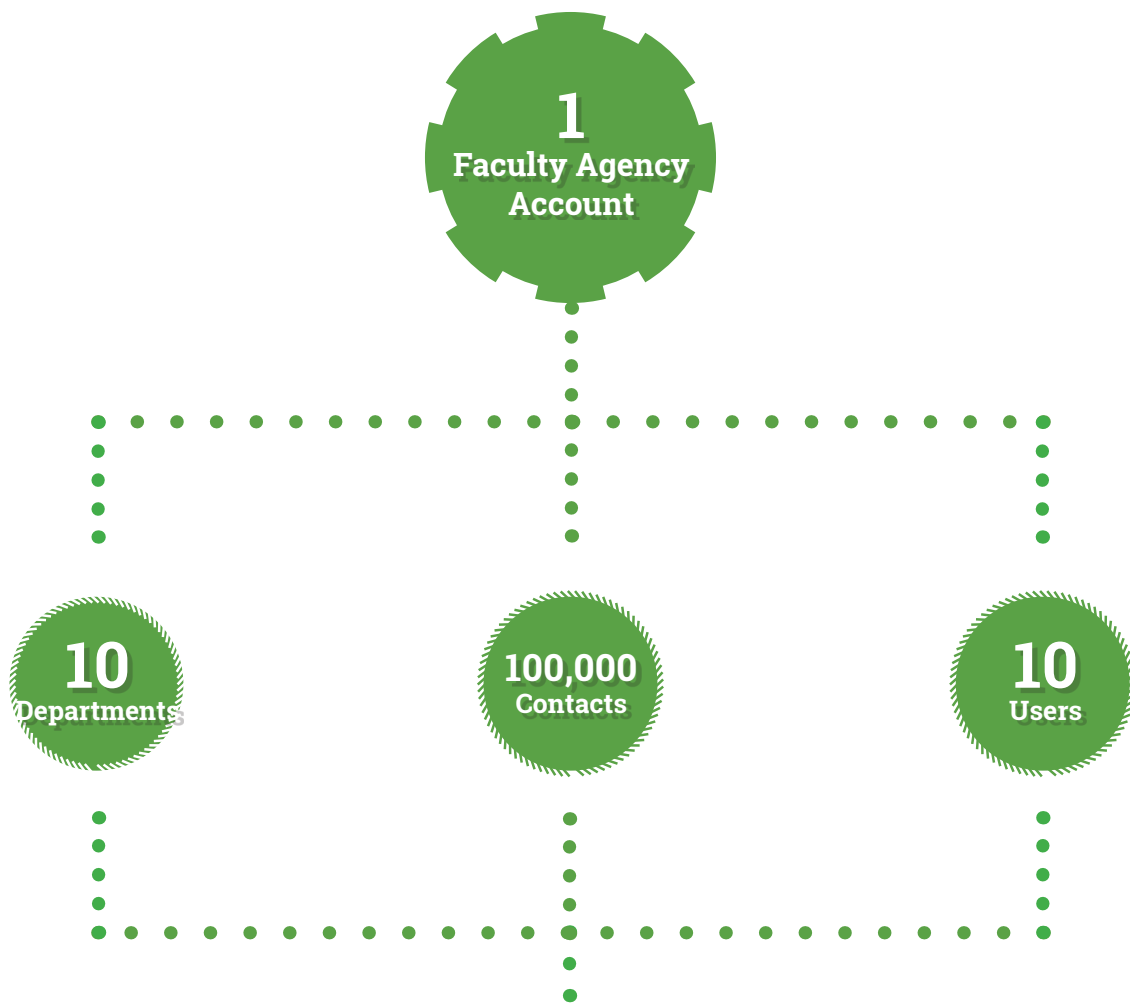 1
Faculty Agency
Account
10
Departments
100,000
Contacts
10
Users